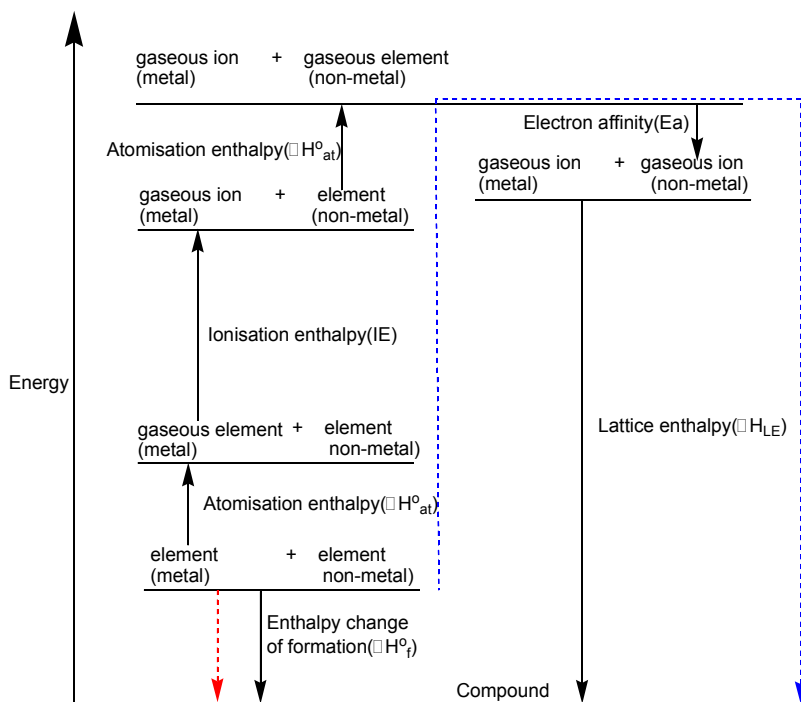 gaseous ion + gaseous element
(metal) (non-metal)
Electron affinity(Ea)
Atomisation enthalpy(□H°at)
gaseous ion + gaseous ion
(metal) (non-metal)
gaseous ion + element
(metal) (non-metal)
Ionisation enthalpy(IE)
Energy
Lattice enthalpy(□HLE)
gaseous element + element
(metal) non-metal)
Atomisation enthalpy(□H°at)
element + element
(metal) non-metal)
Enthalpy change
of formation(□H°f)
Compound